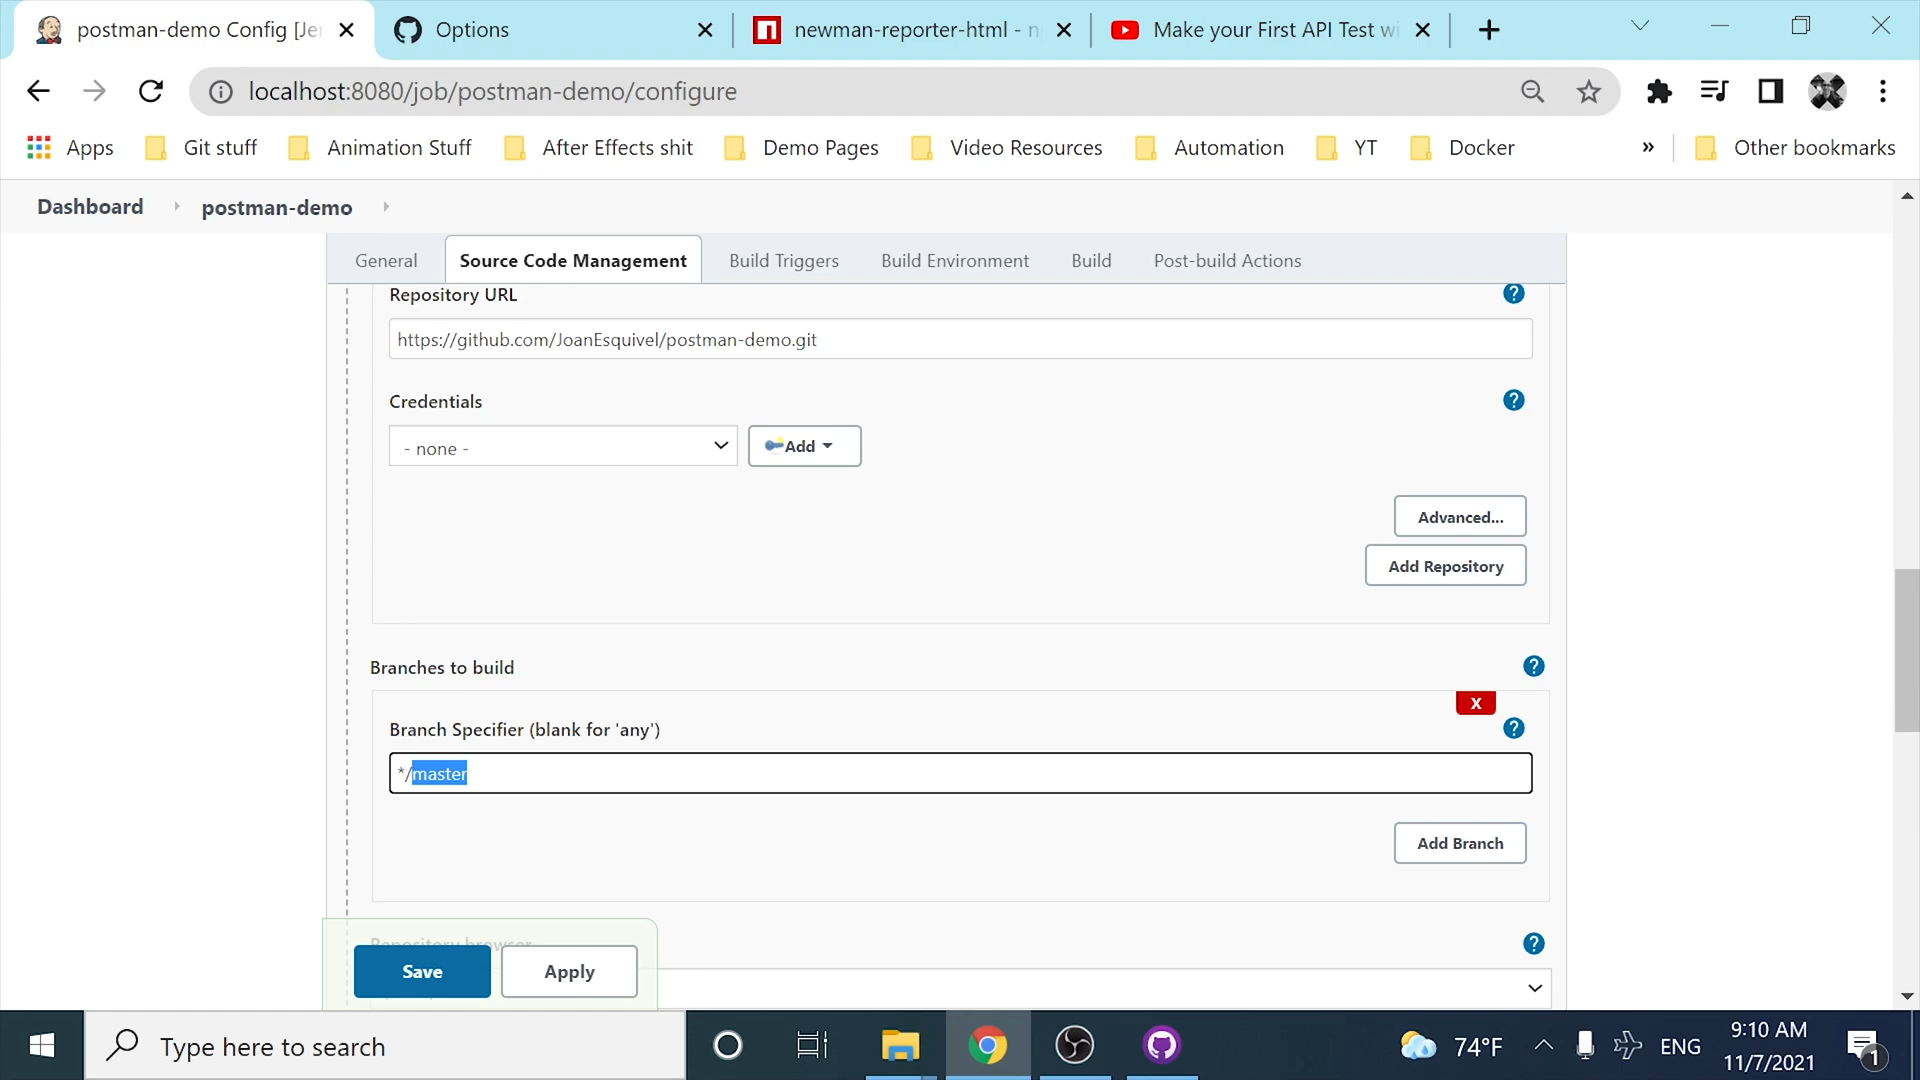 postman-demo Config [Je
Options
newman-reporter-html - n
Make your First API Test wi
localhost:8080/job/postman-demo/configure
Apps
Git stuff
Animation Stuff
After Effects shit
Demo Pages
Video Resources
Automation
YT
Docker
»
Other bookmarks
Dashboard
postman-demo
General
Source Code Management
Build Triggers
Build Environment
Build
Post-build Actions
Repository URL
https://github.com/JoanEsquivel/postman-demo.git
Credentials
- none -
Add
Advanced...
Add Repository
Branches to build
X
Branch Specifier (blank for 'any')
*/master
Add Branch
Repository browser
Save
Apply
Type here to search
74°F
ENG
9:10 AM
11/7/2021
1